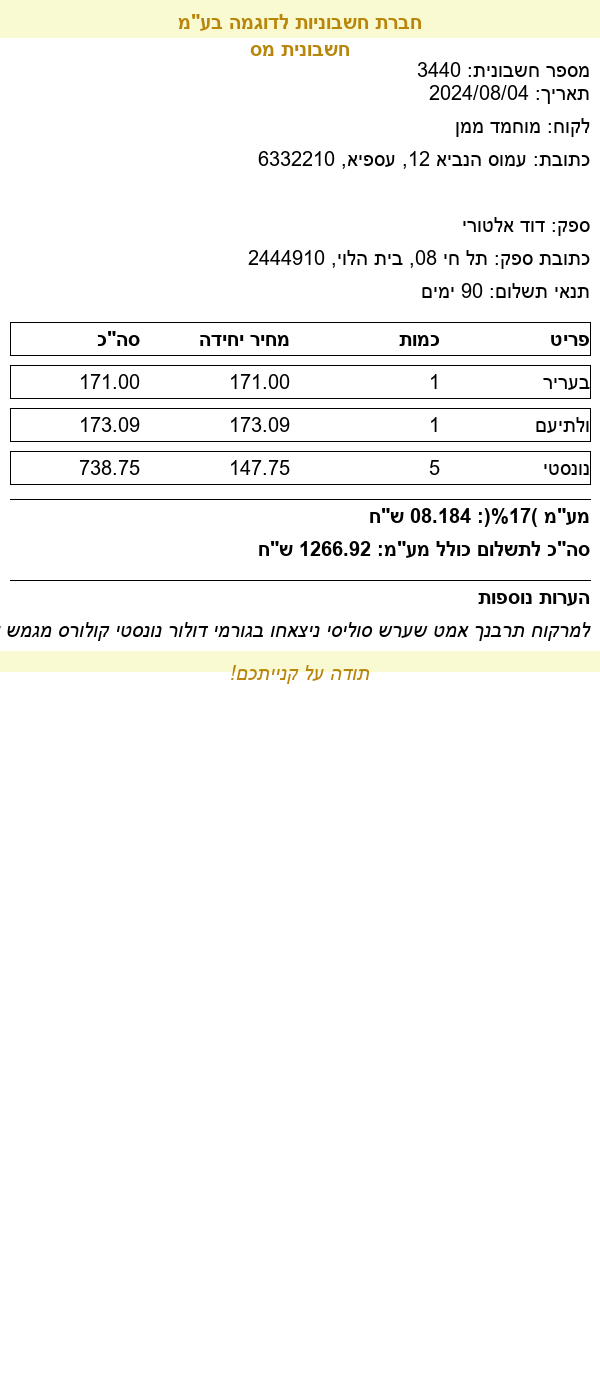 חברת חשבוניות לדוגמה בע"מ
חשבונית מס
מספר חשבונית: 3440
תאריך: 2024/08/04
לקוח: מוחמד ממן
כתובת: עמוס הנביא 12, עספיא, 6332210
ספק: דוד אלטורי
כתובת ספק: תל חי 08, בית הלוי, 2444910
תנאי תשלום: 90 ימים
פריט כמות מחיר יחידה סה"כ
בעריר 1 171.00 171.00
ולתיעם 1 173.09 173.09
נונסטי 5 147.75 738.75
מע"מ )17%(: 08.184 ש"ח
סה"כ לתשלום כולל מע"מ: 1266.92 ש"ח
הערות נוספות
למרקוח תרבנך אמט שערש סוליסי ניצאחו בגורמי דולור נונסטי קולורס מגמש
תודה על קנייתכם!